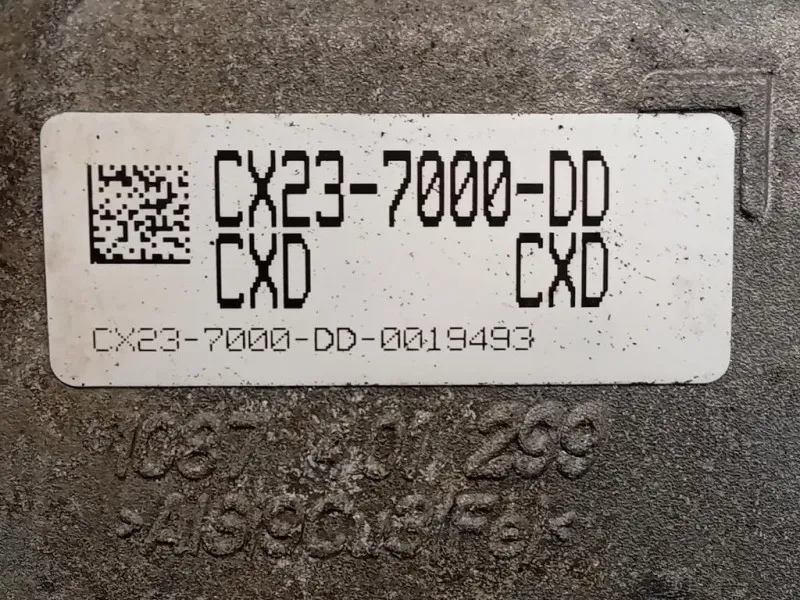 CX23-7000-DD
CXD CXD
CX23-7000-DD-0019493
1087 401 299
>AlSi9Cu3(Fe)<